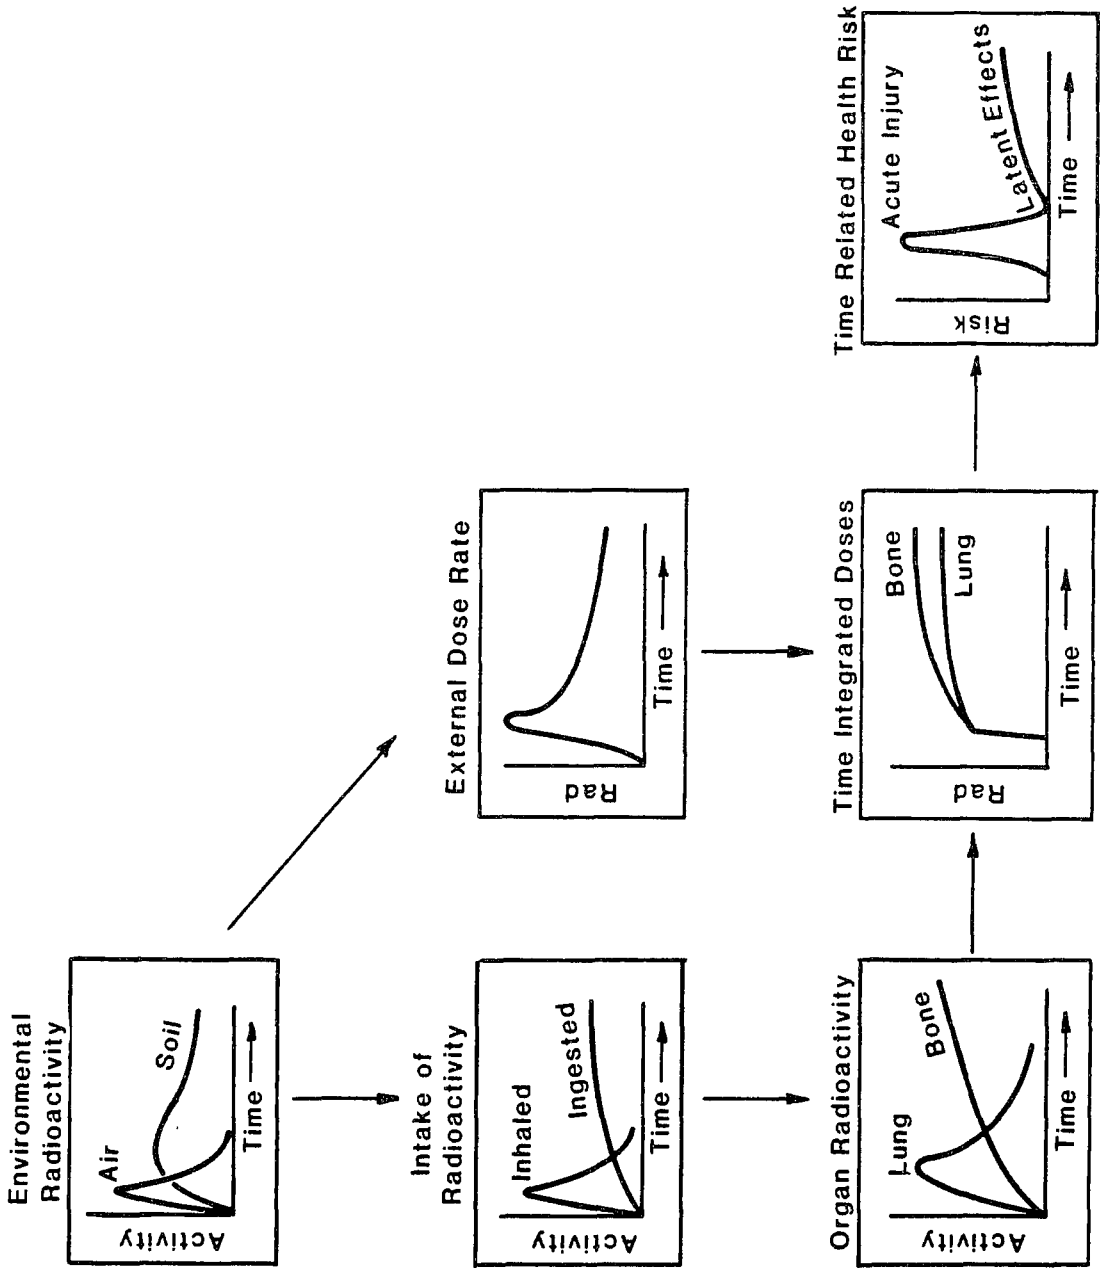 Environmental
Radioactivity
Activity
Air
Soil
Time
Intake of
Radioactivity
Activity
Inhaled
Ingested
Time
Organ Radioactivity
Activity
Lung
Bone
Time
External Dose Rate
Rad
Time
Time Integrated Doses
Rad
Bone
Lung
Time
Time Related Health Risk
Risk
Acute Injury
Latent Effects
Time